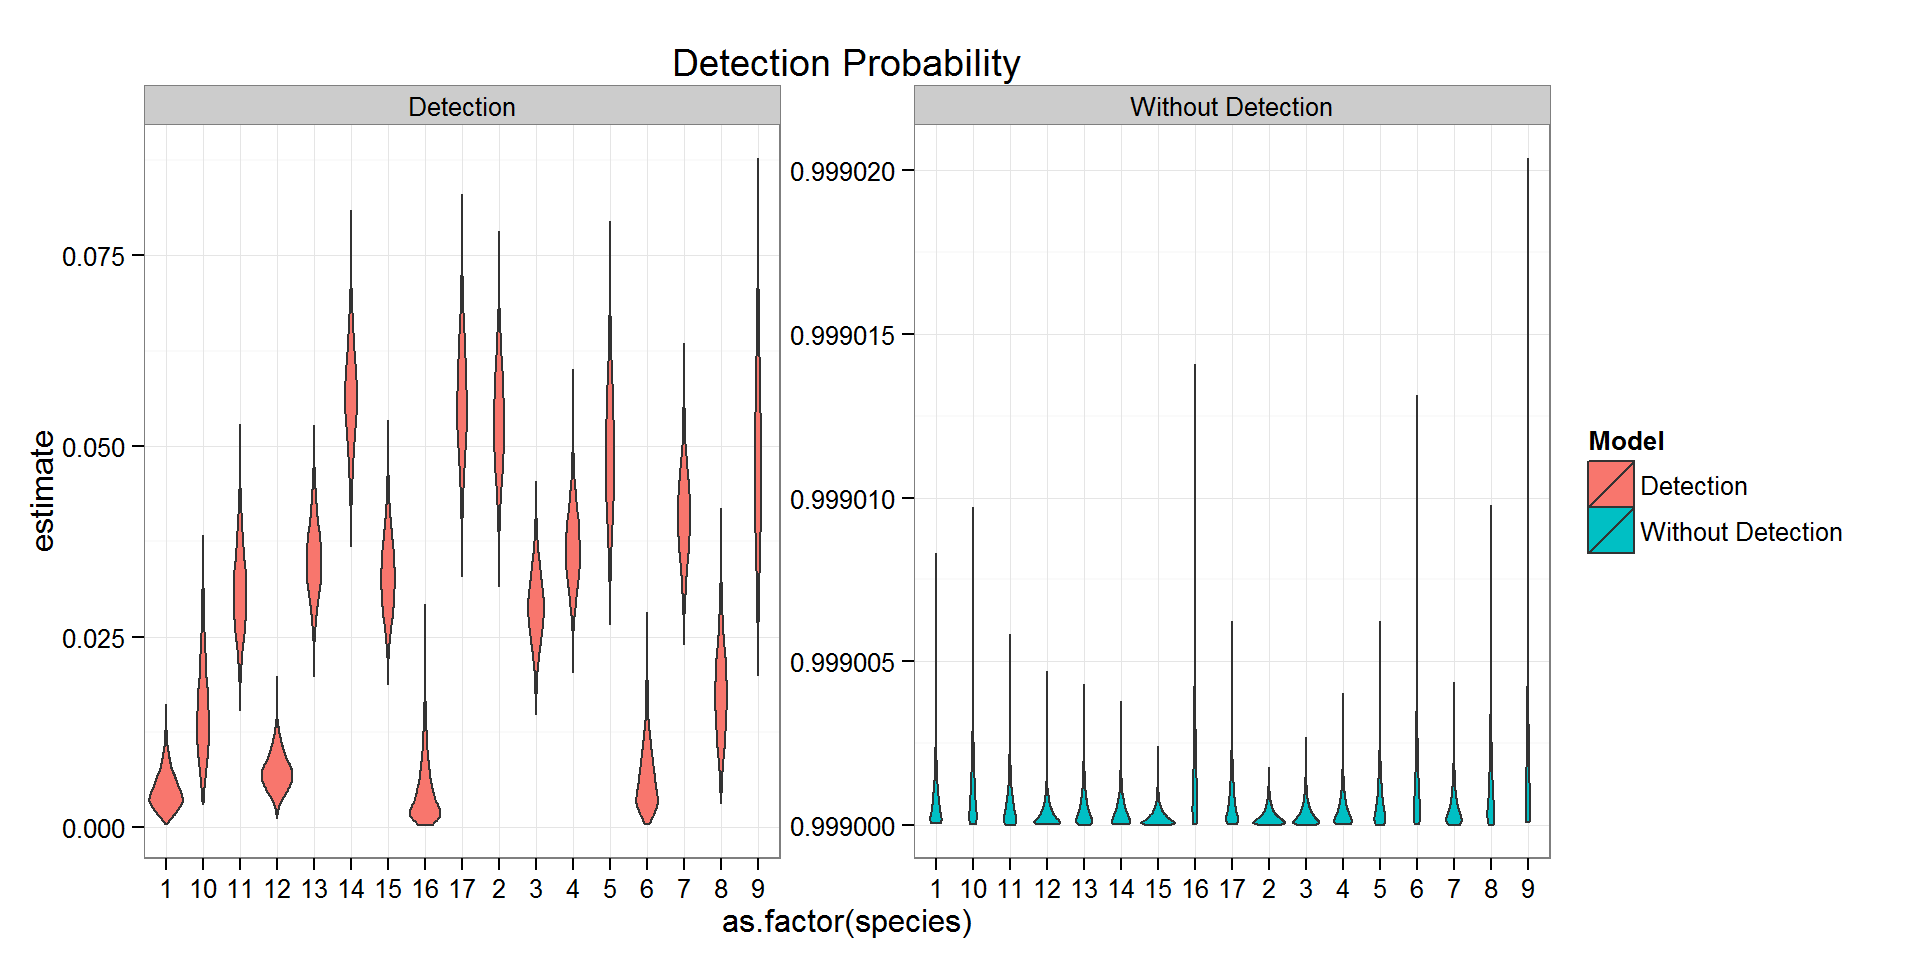 Detection Probability
Detection
Without Detection
estimate
0.075
0.050
0.025
0.000
0.999020
0.999015
0.999010
0.999005
0.999000
1 10 11 12 13 14 15 16 17 2 3 4 5 6 7 8 9
1 10 11 12 13 14 15 16 17 2 3 4 5 6 7 8 9
as.factor(species)
Model
Detection
Without Detection